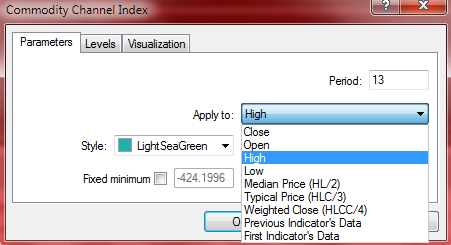 Commodity Channel Index
?
Parameters Levels Visualization
Period: 13
Apply to: High
Close
Open
Style: LightSeaGreen High
Low
Fixed minimum -424.1996 Median Price (HL/2)
Typical Price (HLC/3)
Weighted Close (HLCC/4)
Previous Indicator's Data
First Indicator's Data